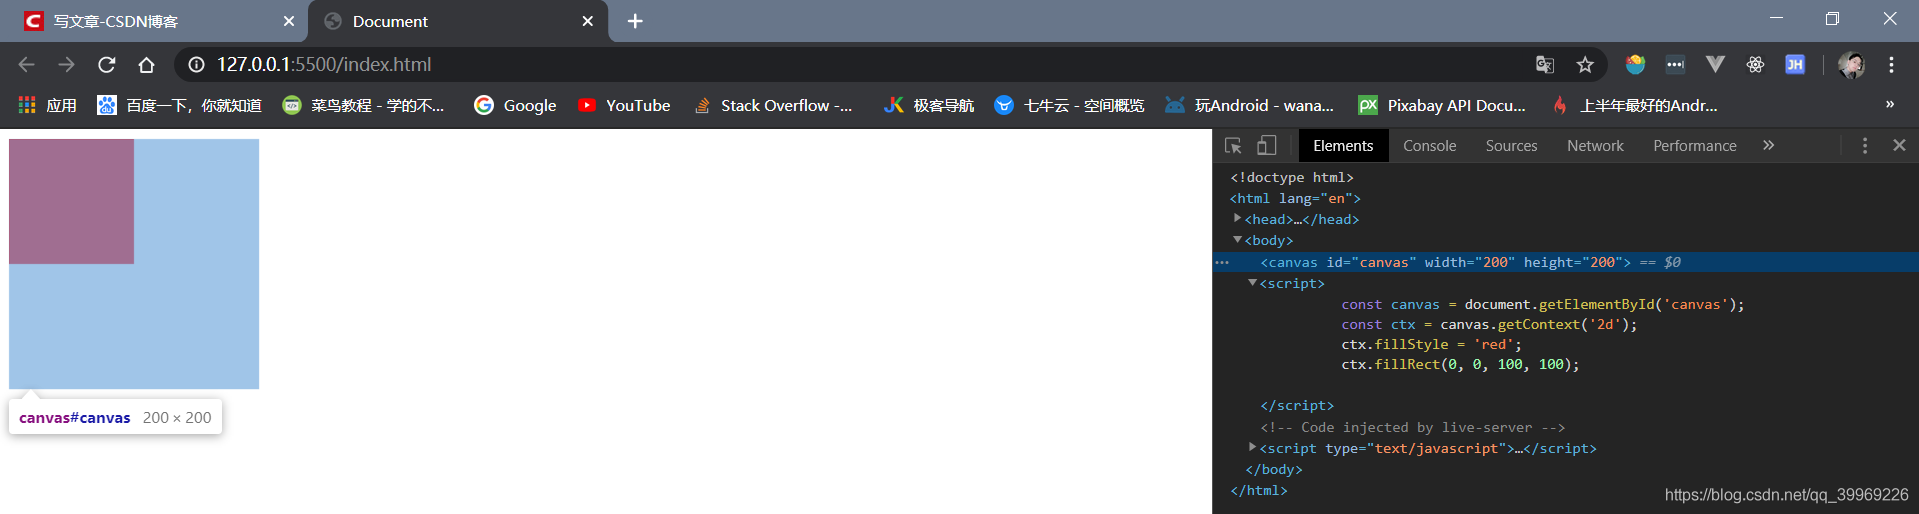 写文章-CSDN博客
Document
127.0.0.1:5500/index.html
应用
百度一下，你就知道
菜鸟教程 - 学的不...
Google
YouTube
Stack Overflow -...
极客导航
七牛云 - 空间概览
玩Android - wana...
Pixabay API Docu...
上半年最好的Andr...
»
Elements
Console
Sources
Network
Performance
»
<!doctype html>
<html lang="en">
<head>…</head>
<body>
<canvas id="canvas" width="200" height="200"> == $0
<script>
const canvas = document.getElementById('canvas');
const ctx = canvas.getContext('2d');
ctx.fillStyle = 'red';
ctx.fillRect(0, 0, 100, 100);
</script>
<!-- Code injected by live-server -->
<script type="text/javascript">…</script>
</body>
</html>
canvas#canvas 200 × 200
https://blog.csdn.net/qq_39969226